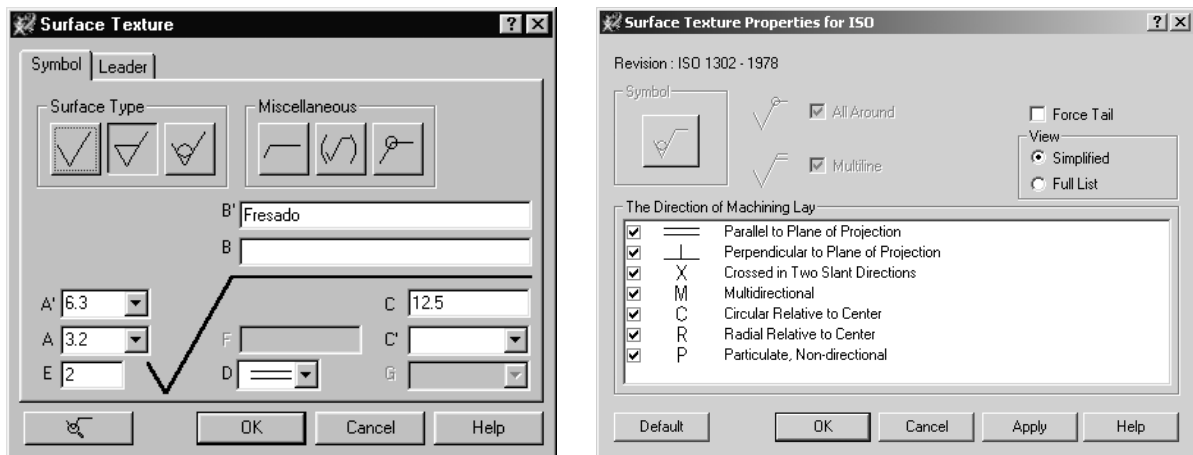 Surface Texture
Symbol Leader
Surface Type Miscellaneous
B' Fresado
B
A' 6.3 C 12.5
A 3.2 F C'
E 2 D G
OK Cancel Help
Surface Texture Properties for ISO
Revision : ISO 1302 - 1978
Symbol
All Around
Multiline
Force Tail
View
Simplified
Full List
The Direction of Machining Lay
Parallel to Plane of Projection
Perpendicular to Plane of Projection
X Crossed in Two Slant Directions
M Multidirectional
C Circular Relative to Center
R Radial Relative to Center
P Particulate, Non-directional
Default OK Cancel Apply Help